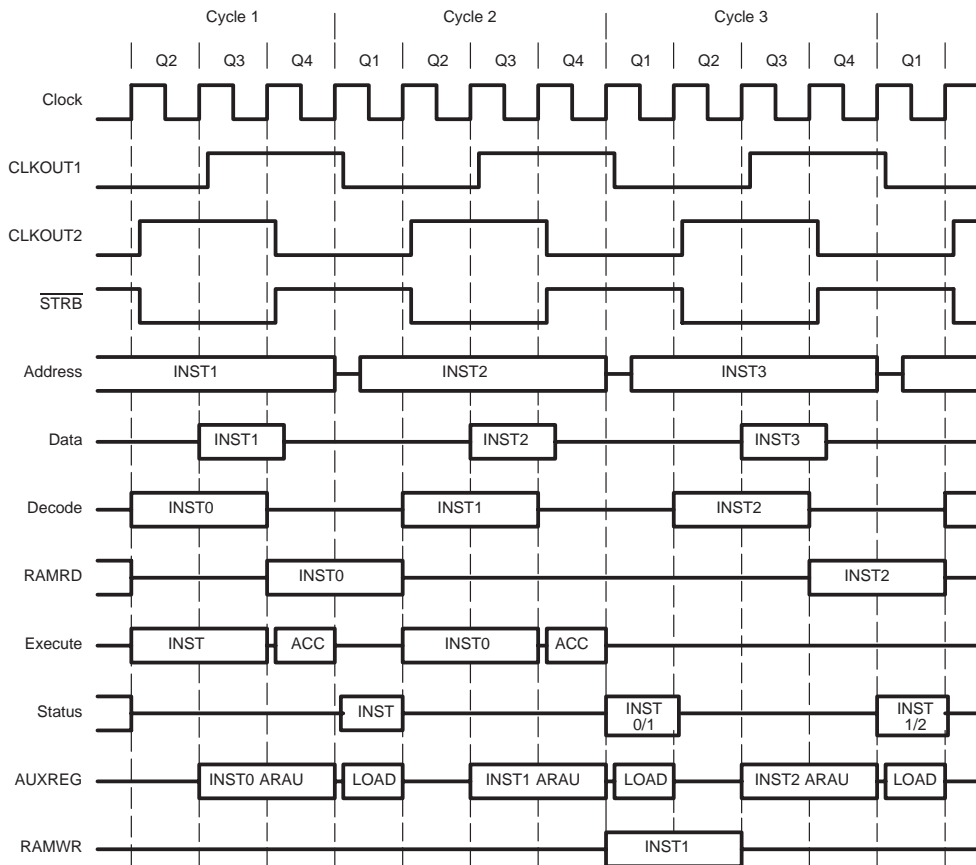 Cycle 1 Cycle 2 Cycle 3
Q2 Q3 Q4 Q1 Q2 Q3 Q4 Q1 Q2 Q3 Q4 Q1
Clock
CLKOUT1
CLKOUT2
STRB
Address INST1 INST2 INST3
Data INST1 INST2 INST3
Decode INST0 INST1 INST2
RAMRD INST0 INST2
Execute INST ACC INST0 ACC
Status INST INST 0/1 INST 1/2
AUXREG INST0 ARAU LOAD INST1 ARAU LOAD INST2 ARAU LOAD
RAMWR INST1